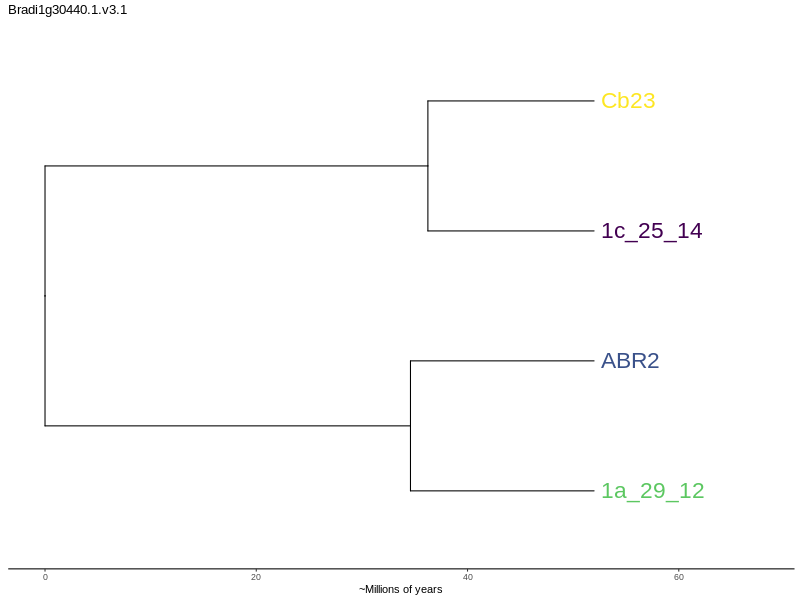 Bradi1g30440.1.v3.1
Cb23
1c_25_14
ABR2
1a_29_12
0 20 40 60
~Millions of years